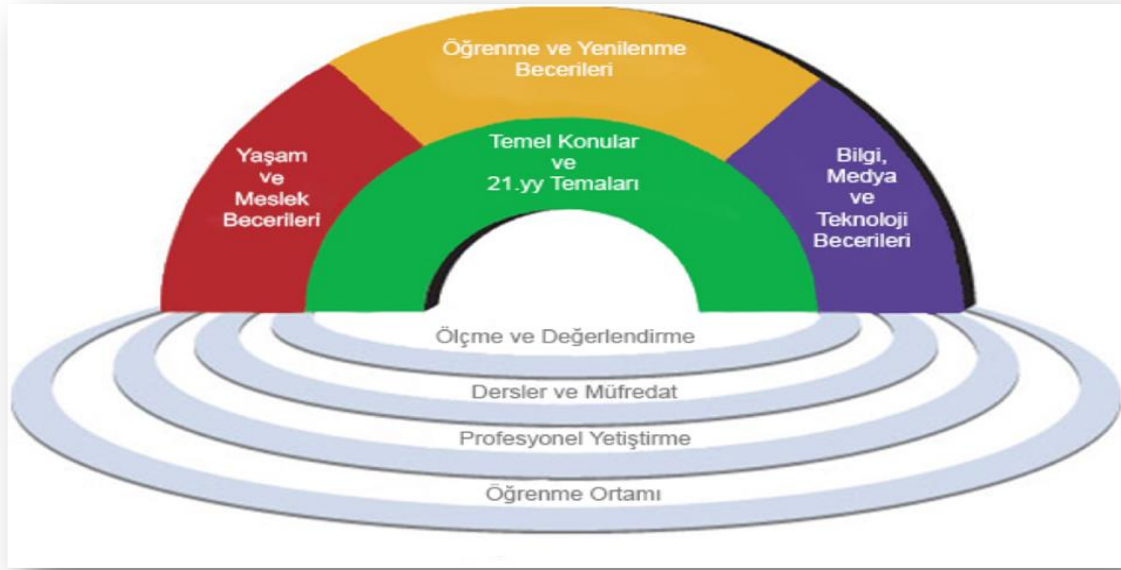 Öğrenme ve Yenilenme
Becerileri
Yaşam
ve
Meslek
Becerileri
Temel Konular
ve
21.yy Temaları
Bilgi,
Medya
ve
Teknoloji
Becerileri
Ölçme ve Değerlendirme
Dersler ve Müfredat
Profesyonel Yetiştirme
Öğrenme Ortamı